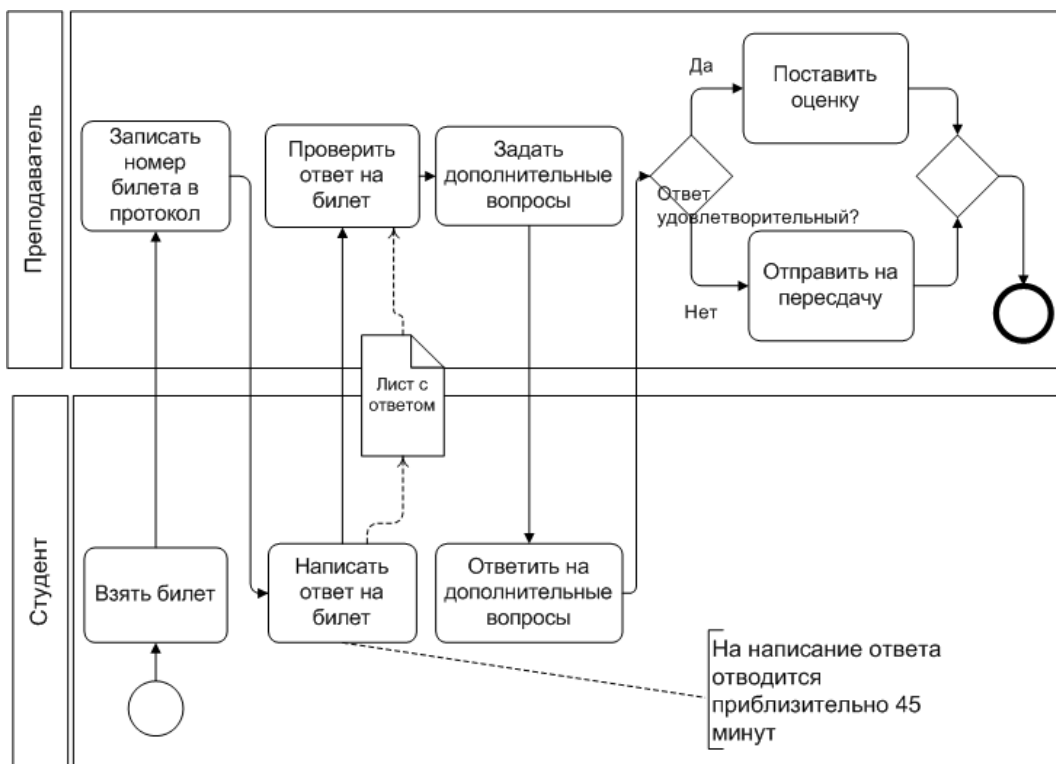 Преподаватель
Записать
номер
билета в
протокол
Проверить
ответ на
билет
Задать
дополнительные
вопросы
Да
Поставить
оценку
Ответ
удовлетворительный?
Нет
Отправить на
пересдачу
Лист с
ответом
Студент
Взять билет
Написать
ответ на
билет
Ответить на
дополнительные
вопросы
На написание ответа
отводится
приблизительно 45
минут